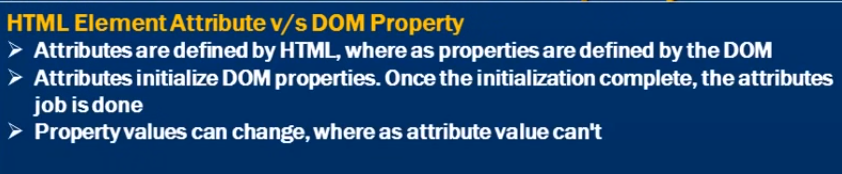 HTML Element Attribute v/s DOM Property
➢ Attributes are defined by HTML, where as properties are defined by the DOM
➢ Attributes initialize DOM properties. Once the initialization complete, the attributes
job is done
➢ Property values can change, where as attribute value can't